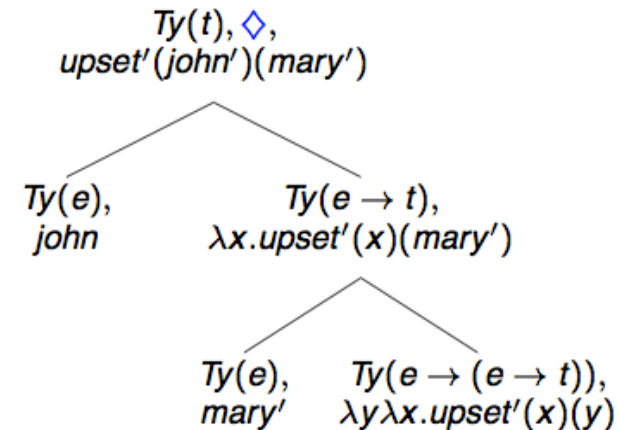 Ty(t), ◇,
upset′(john′)(mary′)
Ty(e),
john
Ty(e → t),
λx.upset′(x)(mary′)
Ty(e),
mary′
Ty(e → (e → t)),
λyλx.upset′(x)(y)